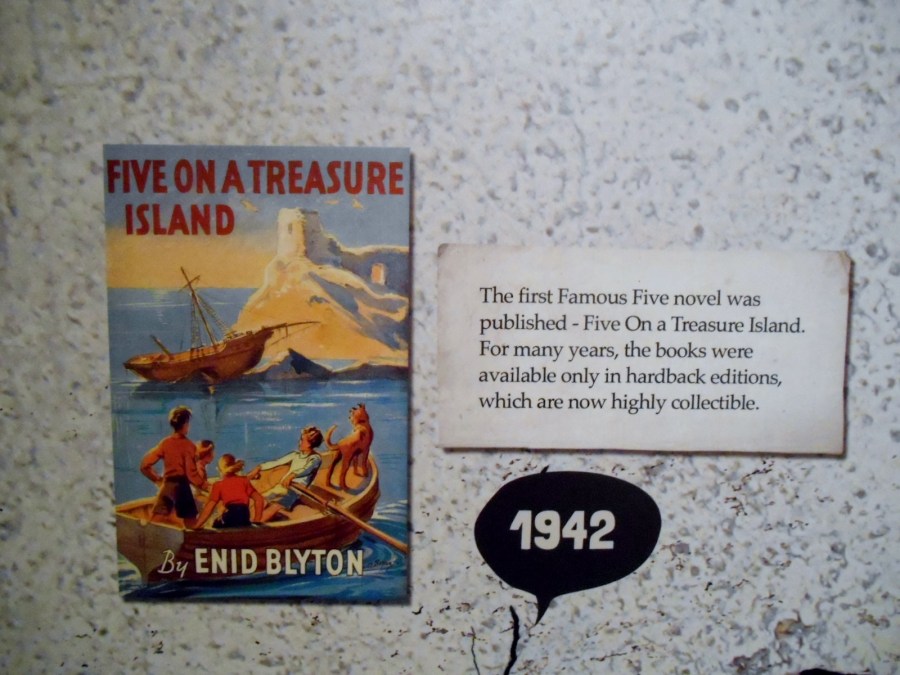 FIVE ON A TREASURE
ISLAND
By ENID BLYTON
The first Famous Five novel was
published - Five On a Treasure Island.
For many years, the books were
available only in hardback editions,
which are now highly collectible.
1942